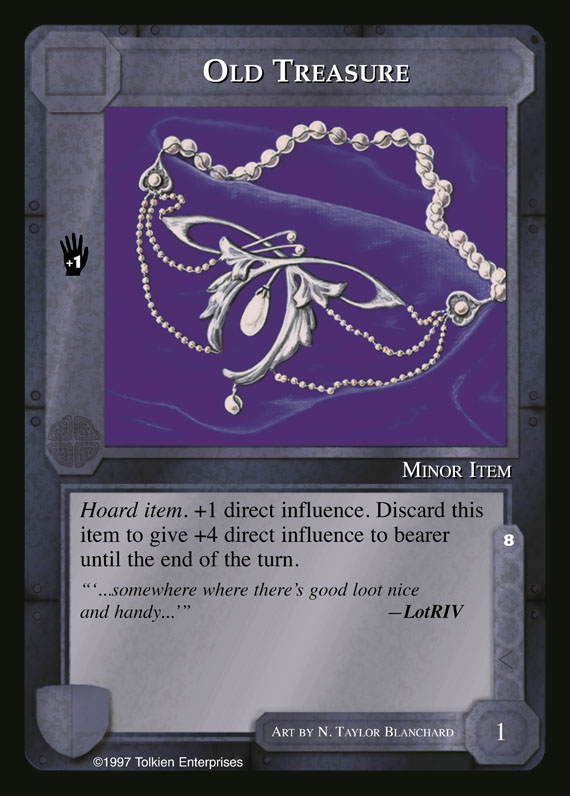 OLD TREASURE
+1
MINOR ITEM
Hoard item. +1 direct influence. Discard this
item to give +4 direct influence to bearer
until the end of the turn.
“‘...somewhere where there’s good loot nice
and handy...’” –LotRIV
8
ART BY N. TAYLOR BLANCHARD
1
©1997 Tolkien Enterprises